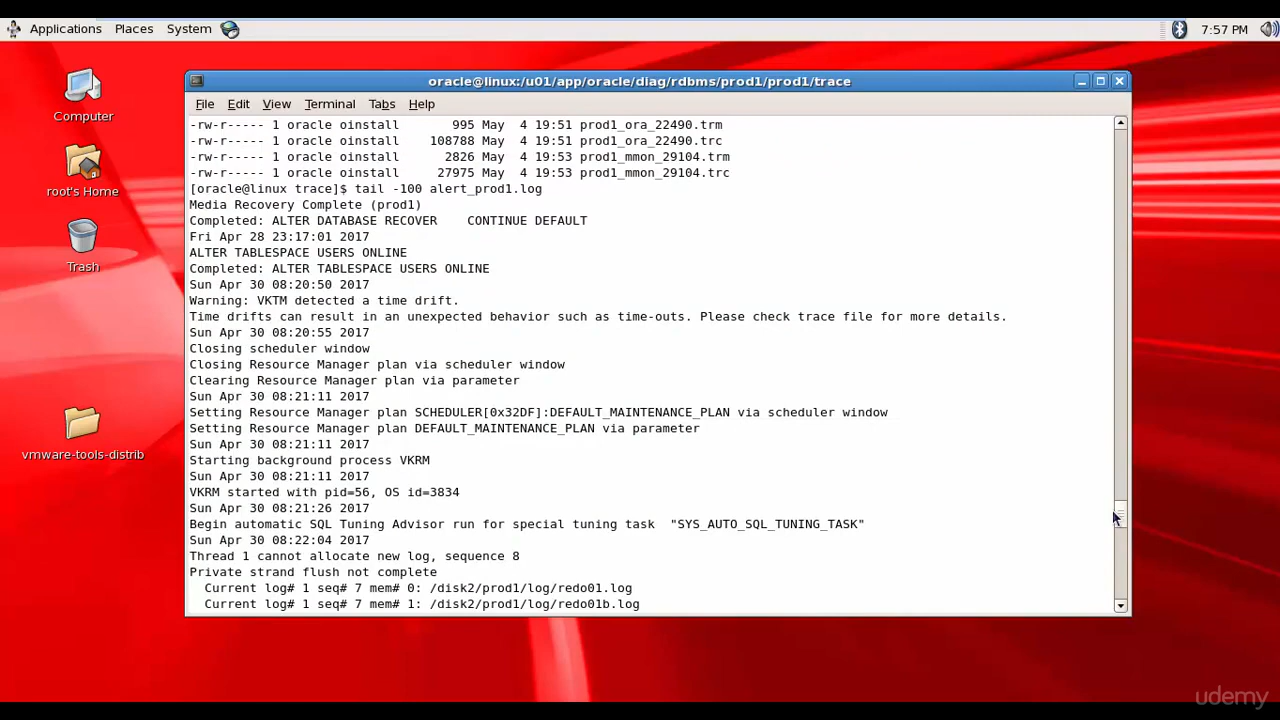 Applications Places System 7:57 PM
oracle@linux:/u01/app/oracle/diag/rdbms/prod1/prod1/trace
File Edit View Terminal Tabs Help
-rw-r----- 1 oracle oinstall 995 May 4 19:51 prod1_ora_22490.trm
-rw-r----- 1 oracle oinstall 108788 May 4 19:51 prod1_ora_22490.trc
-rw-r----- 1 oracle oinstall 2826 May 4 19:53 prod1_mmon_29104.trm
-rw-r----- 1 oracle oinstall 27975 May 4 19:53 prod1_mmon_29104.trc
[oracle@linux trace]$ tail -100 alert_prod1.log
Media Recovery Complete (prod1)
Completed: ALTER DATABASE RECOVER CONTINUE DEFAULT
Fri Apr 28 23:17:01 2017
ALTER TABLESPACE USERS ONLINE
Completed: ALTER TABLESPACE USERS ONLINE
Sun Apr 30 08:20:50 2017
Warning: VKTM detected a time drift.
Time drifts can result in an unexpected behavior such as time-outs. Please check trace file for more details.
Sun Apr 30 08:20:55 2017
Closing scheduler window
Closing Resource Manager plan via scheduler window
Clearing Resource Manager plan via parameter
Sun Apr 30 08:21:11 2017
Setting Resource Manager plan SCHEDULER[0x32DF]:DEFAULT_MAINTENANCE_PLAN via scheduler window
Setting Resource Manager plan DEFAULT_MAINTENANCE_PLAN via parameter
Sun Apr 30 08:21:11 2017
Starting background process VKRM
Sun Apr 30 08:21:11 2017
VKRM started with pid=56, OS id=3834
Sun Apr 30 08:21:26 2017
Begin automatic SQL Tuning Advisor run for special tuning task "SYS_AUTO_SQL_TUNING_TASK"
Sun Apr 30 08:22:04 2017
Thread 1 cannot allocate new log, sequence 8
Private strand flush not complete
Current log# 1 seq# 7 mem# 0: /disk2/prod1/log/redo01.log
Current log# 1 seq# 7 mem# 1: /disk2/prod1/log/redo01b.log
Computer
root's Home
Trash
vmware-tools-distrib
udemy